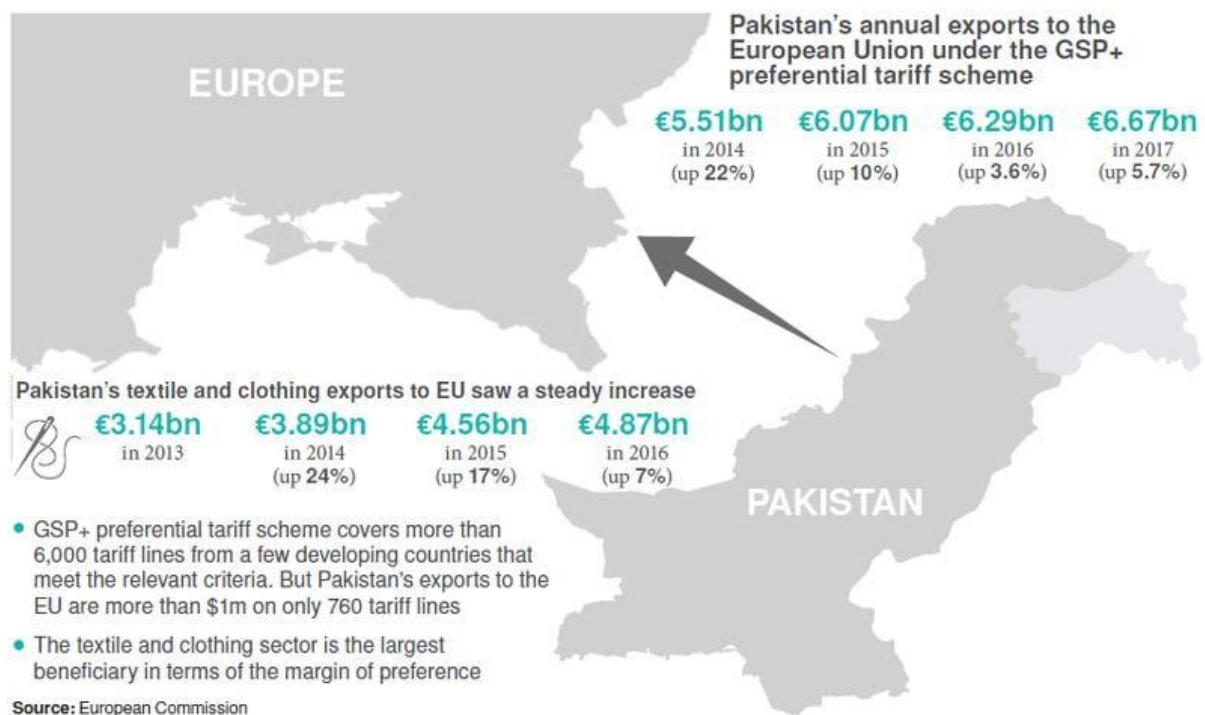 Pakistan's annual exports to the
European Union under the GSP+
preferential tariff scheme
EUROPE
€5.51bn
in 2014
(up 22%)
€6.07bn
in 2015
(up 10%)
€6.29bn
in 2016
(up 3.6%)
€6.67bn
in 2017
(up 5.7%)
Pakistan's textile and clothing exports to EU saw a steady increase
€3.14bn
in 2013
€3.89bn
in 2014
(up 24%)
€4.56bn
in 2015
(up 17%)
€4.87bn
in 2016
(up 7%)
PAKISTAN
• GSP+ preferential tariff scheme covers more than
6,000 tariff lines from a few developing countries that
meet the relevant criteria. But Pakistan's exports to the
EU are more than $1m on only 760 tariff lines
• The textile and clothing sector is the largest
beneficiary in terms of the margin of preference
Source: European Commission